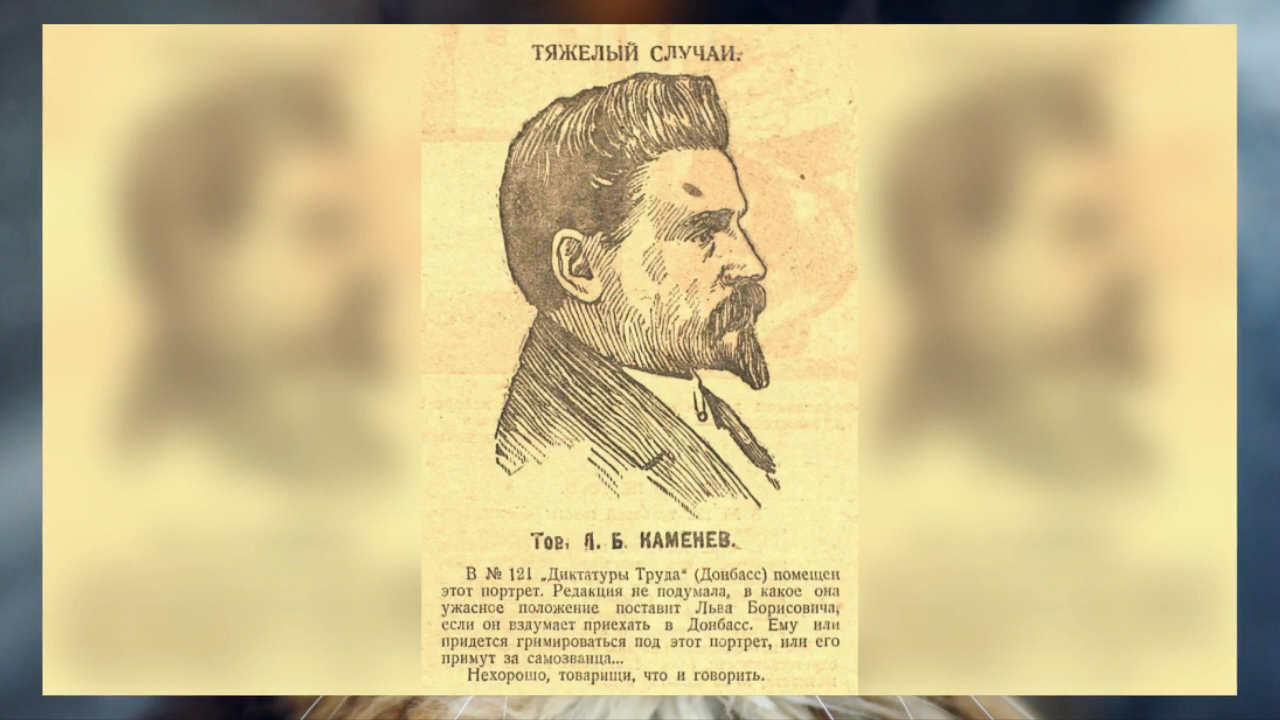 ТЯЖЕЛЫЙ СЛУЧАИ.
Тов. Л. Б. КАМЕНЕВ.
В № 121 „Диктатуры Труда“ (Донбасс) помещен
этот портрет. Редакция не подумала, в какое она
ужасное положение поставит Льва Борисовича,
если он вздумает приехать в Донбасс. Ему или
придется гримироваться под этот портрет, или его
примут за самозванца...
Нехорошо, товарищи, что и говорить.